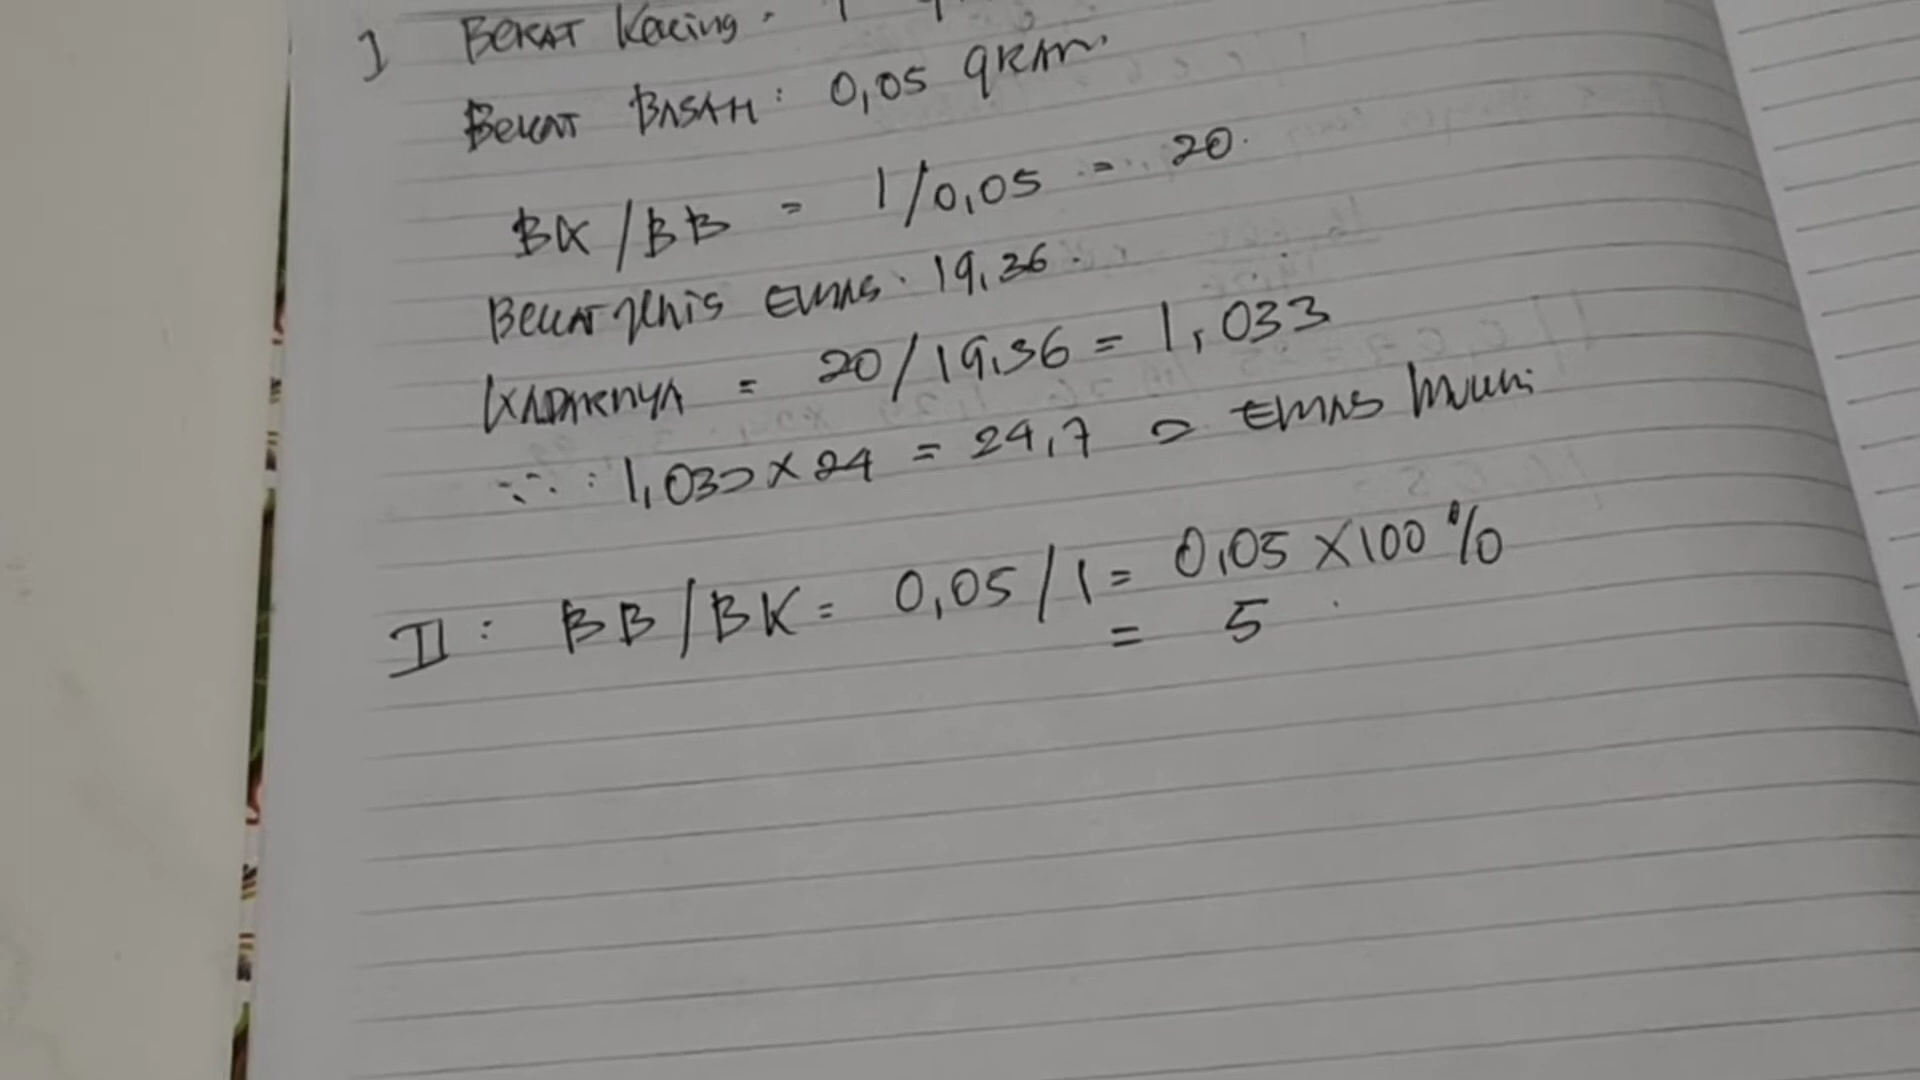 I BERAT Kering :
BERAT BASAH : 0,05 gRAM.
BK/BB = 1/0,05 = 20.
BERAT Jenis EMAS . 19,36.
KADARNYA = 20/19,36 = 1,033
1,033 x 24 = 24,7 = EMAS Murni
II : BB/BK = 0,05/1 = 0,05 X 100 %
= 5